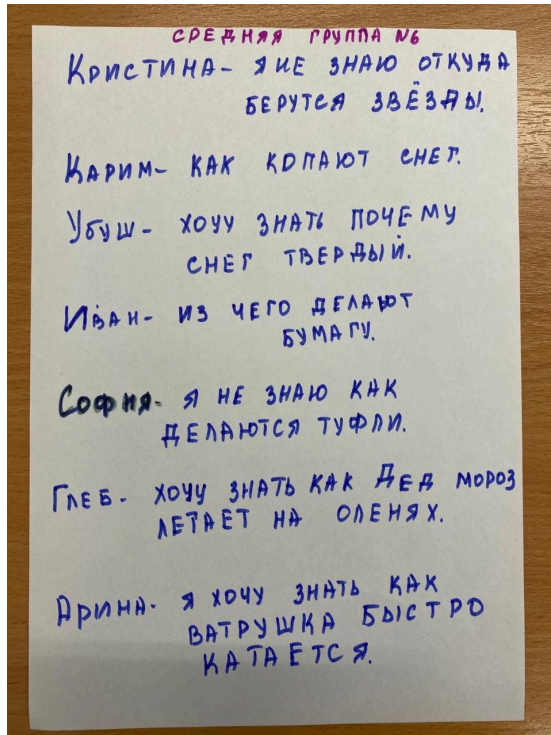 СРЕДНЯЯ ГРУППА №6
КРИСТИНА- Я НЕ ЗНАЮ ОТКУДА
БЕРУТСЯ ЗВЁЗДЫ.
КАРИМ- КАК КОПАЮТ СНЕГ.
УБУШ- ХОЧУ ЗНАТЬ ПОЧЕМУ
СНЕГ ТВЕРДЫЙ.
ИВАН- ИЗ ЧЕГО ДЕЛАЮТ
БУМАГУ.
СОФИЯ- Я НЕ ЗНАЮ КАК
ДЕЛАЮТСЯ ТУФЛИ.
ГЛЕБ- ХОЧУ ЗНАТЬ КАК ДЕД МОРОЗ
ЛЕТАЕТ НА ОЛЕНЯХ.
АРИНА- Я ХОЧУ ЗНАТЬ КАК
ВАТРУШКА БЫСТРО
КАТАЕТСЯ.